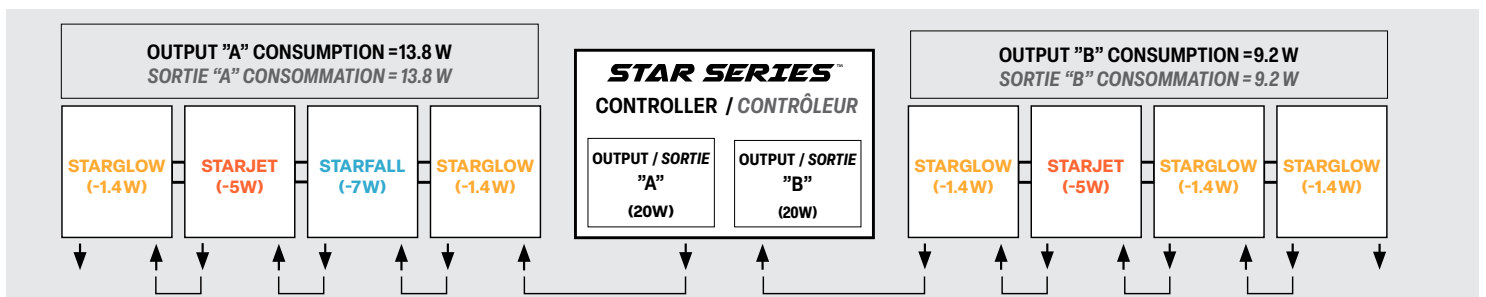 OUTPUT ”A” CONSUMPTION =13.8 W
SORTIE “A” CONSOMMATION = 13.8 W
STARGLOW
(-1.4 W)
STARJET
(-5W)
STARFALL
(-7W)
STARGLOW
(-1.4 W)
STAR SERIES™
CONTROLLER / CONTRÔLEUR
OUTPUT / SORTIE
”A”
(20W)
OUTPUT / SORTIE
”B”
(20W)
OUTPUT ”B” CONSUMPTION = 9.2 W
SORTIE “B” CONSOMMATION = 9.2 W
STARGLOW
(-1.4 W)
STARJET
(-5W)
STARGLOW
(-1.4 W)
STARGLOW
(-1.4 W)